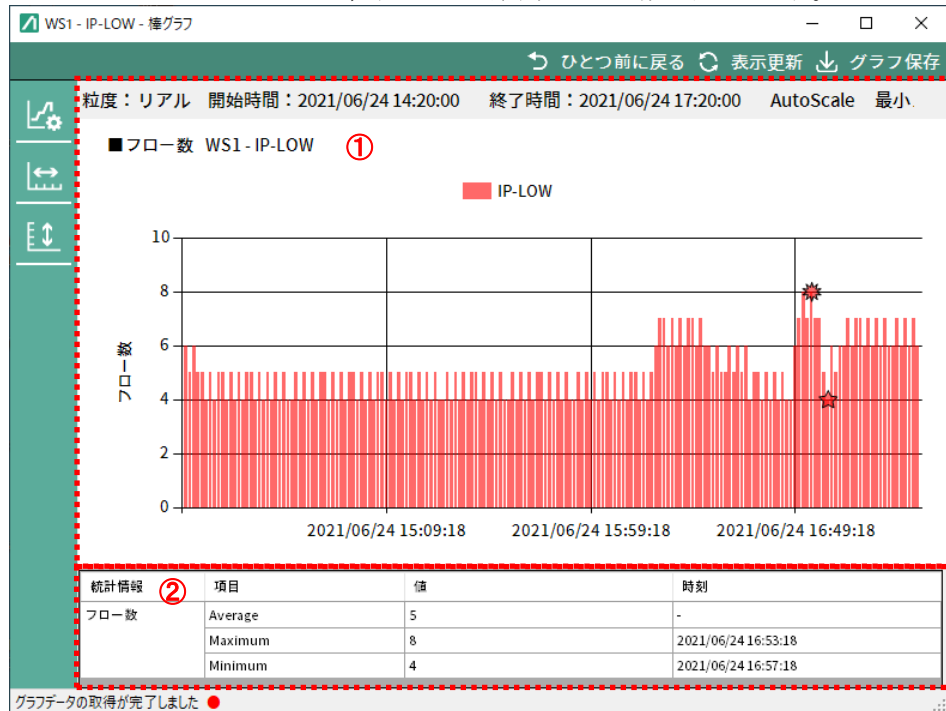 WS1 - IP-LOW - 棒グラフ
ひとつ前に戻る 表示更新 グラフ保存
粒度：リアル 開始時間：2021/06/24 14:20:00 終了時間：2021/06/24 17:20:00 AutoScale 最小
■フロー数 WS1 - IP-LOW ①
IP-LOW
10
8
6
4
2
0
フロー数
2021/06/24 15:09:18 2021/06/24 15:59:18 2021/06/24 16:49:18
統計情報 ② 項目 値 時刻
フロー数 Average 5 -
Maximum 8 2021/06/24 16:53:18
Minimum 4 2021/06/24 16:57:18
グラフデータの取得が完了しました